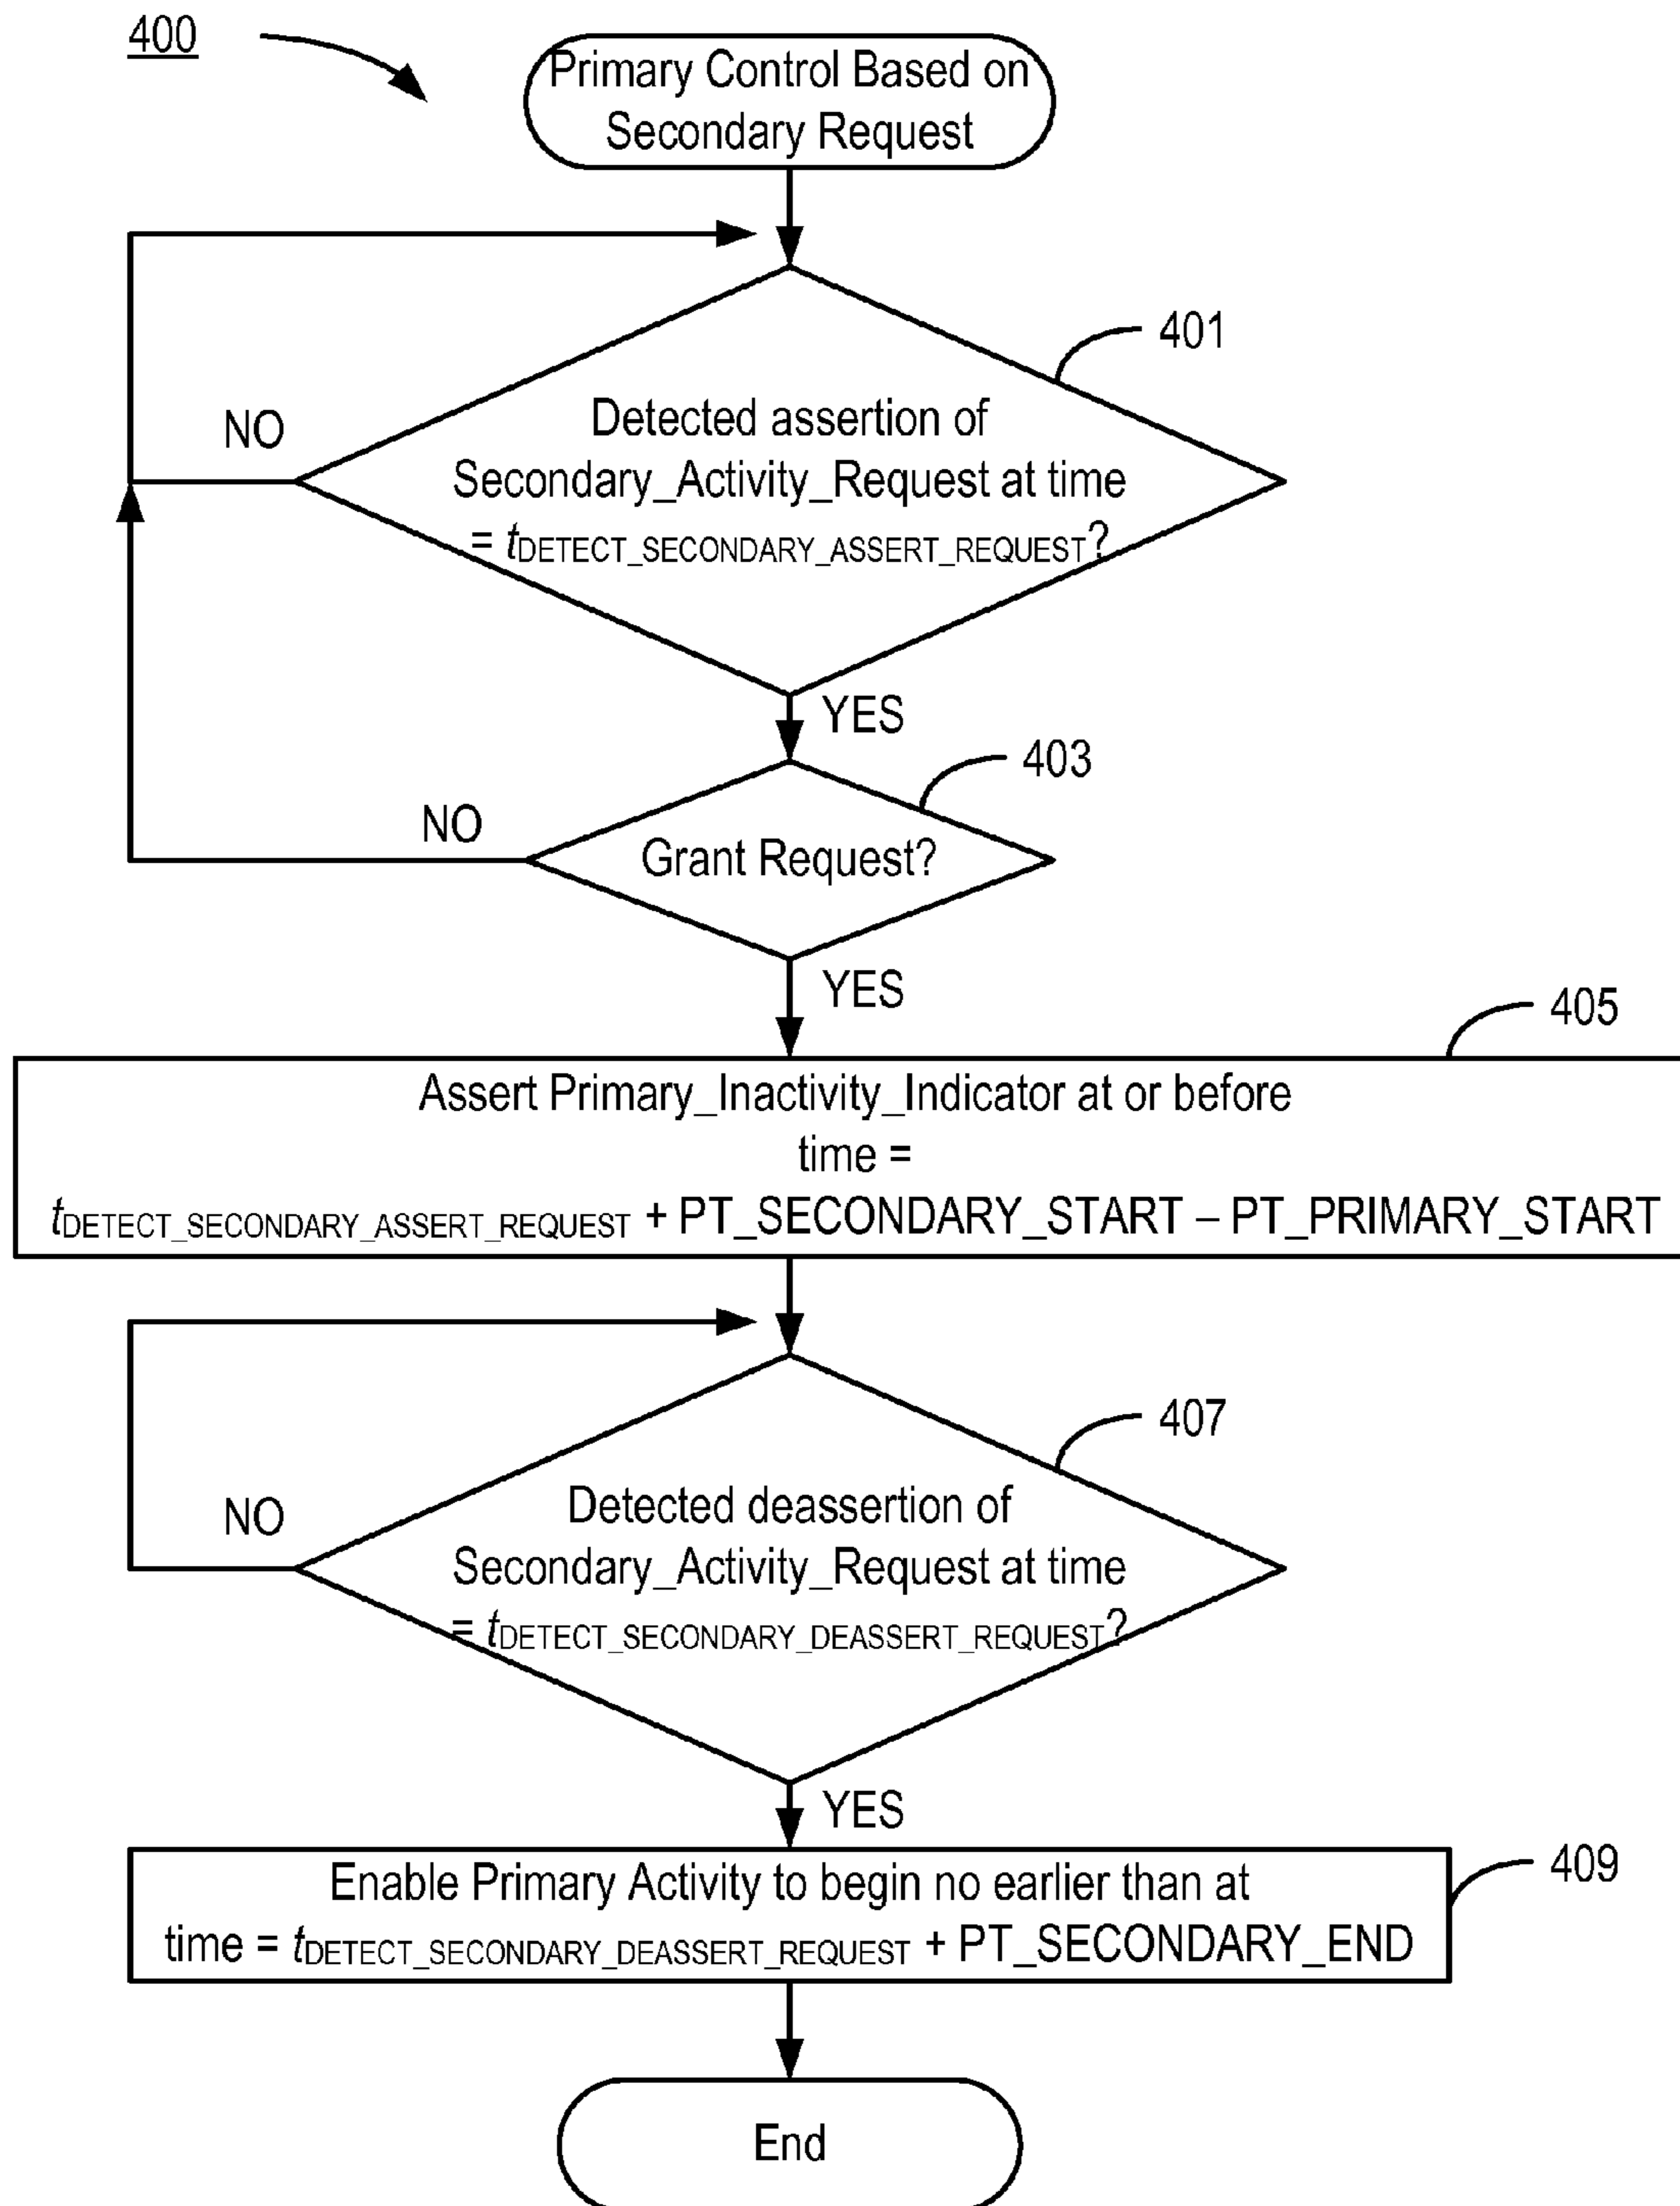 400
Primary Control Based on
Secondary Request
401
Detected assertion of
Secondary_Activity_Request at time
= tDETECT_SECONDARY_ASSERT_REQUEST?
NO
YES
403
Grant Request?
NO
YES
405
Assert Primary_Inactivity_Indicator at or before
time =
tDETECT_SECONDARY_ASSERT_REQUEST + PT_SECONDARY_START – PT_PRIMARY_START
407
Detected deassertion of
Secondary_Activity_Request at time
= tDETECT_SECONDARY_DEASSERT_REQUEST?
NO
YES
409
Enable Primary Activity to begin no earlier than at
time = tDETECT_SECONDARY_DEASSERT_REQUEST + PT_SECONDARY_END
End